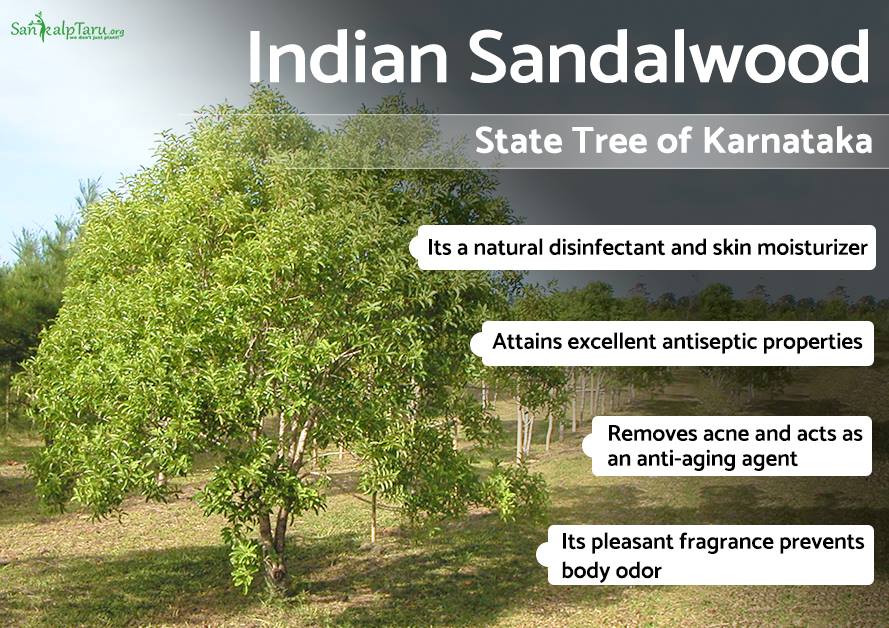 SankalpTaru.org
we don't just plant!
Indian Sandalwood
State Tree of Karnataka
Its a natural disinfectant and skin moisturizer
Attains excellent antiseptic properties
Removes acne and acts as
an anti-aging agent
Its pleasant fragrance prevents
body odor